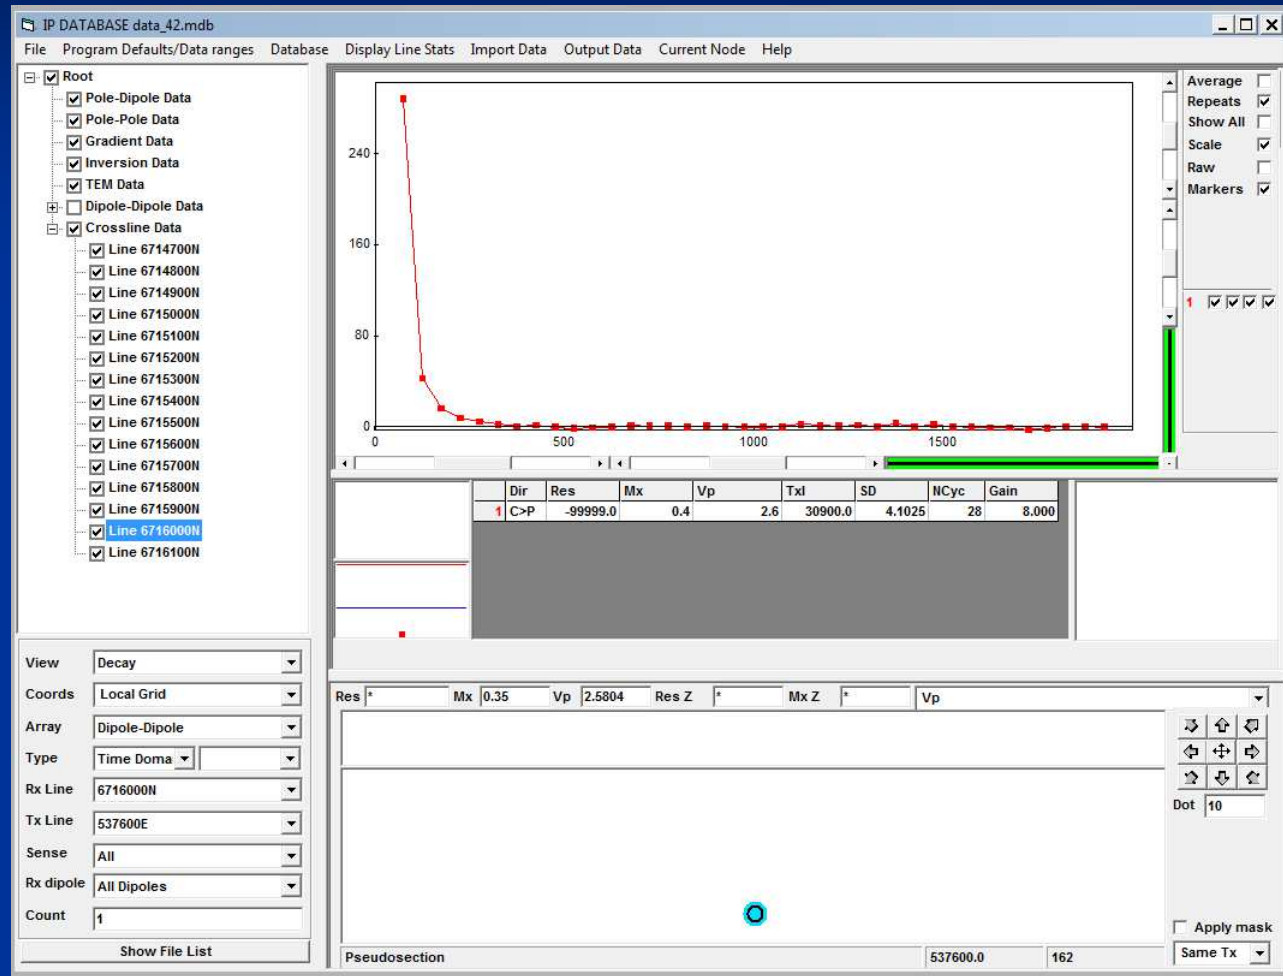 IP DATABASE data_42.mdb
File Program Defaults/Data ranges Database Display Line Stats Import Data Output Data Current Node Help
Root
Pole-Dipole Data
Pole-Pole Data
Gradient Data
Inversion Data
TEM Data
Dipole-Dipole Data
Crossline Data
Line 6714700N
Line 6714800N
Line 6714900N
Line 6715000N
Line 6715100N
Line 6715200N
Line 6715300N
Line 6715400N
Line 6715500N
Line 6715600N
Line 6715700N
Line 6715800N
Line 6715900N
Line 6716000N
Line 6716100N
View Decay
Coords Local Grid
Array Dipole-Dipole
Type Time Doma
Rx Line 6716000N
Tx Line 537600E
Sense All
Rx dipole All Dipoles
Count 1
Show File List
240
160
80
0
0 500 1000 1500
Average
Repeats
Show All
Scale
Raw
Markers
1
Dir Res Mx Vp TxI SD NCyc Gain
1 C>P -99999.0 0.4 2.6 30900.0 4.1025 28 8.000
Res * Mx 0.35 Vp 2.5804 Res Z * Mx Z * Vp
Dot 10
Apply mask
Same Tx
Pseudosection 537600.0 162